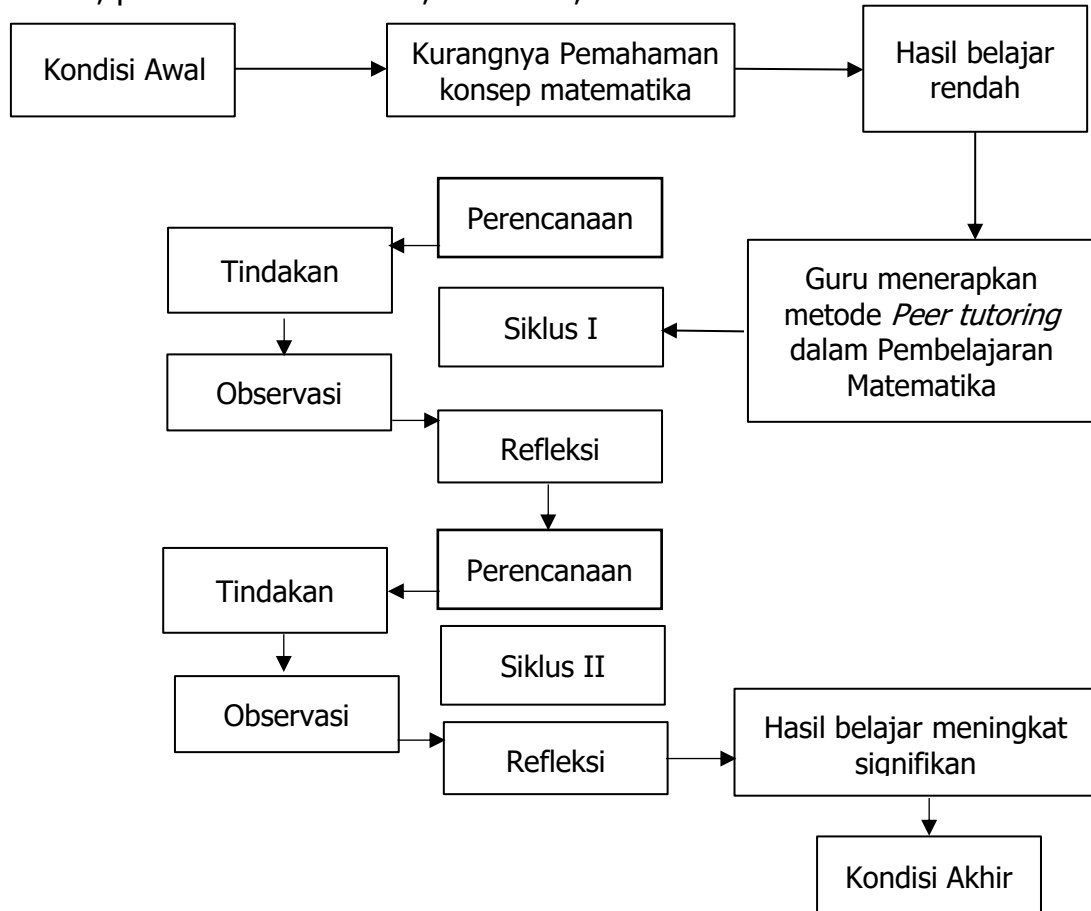 Kondisi Awal
Kurangnya Pemahaman
konsep matematika
Hasil belajar
rendah
Guru menerapkan
metode Peer tutoring
dalam Pembelajaran
Matematika
Siklus I
Perencanaan
Tindakan
Observasi
Refleksi
Perencanaan
Tindakan
Siklus II
Observasi
Refleksi
Hasil belajar meningkat
signifikan
Kondisi Akhir